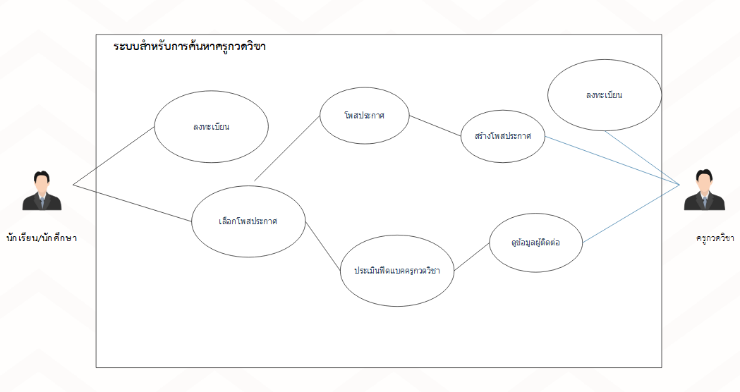 ระบบสำหรับการค้นหาครูกวดวิชา
ลงทะเบียน
โพสประกาศ
สร้างโพสประกาศ
ลงทะเบียน
เลือกโพสประกาศ
ประเมินฟีดแบคครูกวดวิชา
ดูข้อมูลผู้ติดต่อ
นักเรียน/นักศึกษา
ครูกวดวิชา